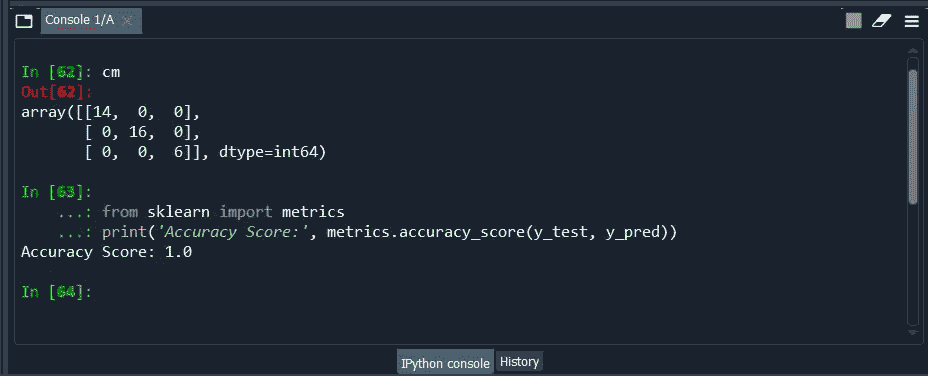 Console 1/A
In [62]: cm
Out[62]:
array([[14,  0,  0],
       [ 0, 16,  0],
       [ 0,  0,  6]], dtype=int64)
In [63]:
    ...: from sklearn import metrics
    ...: print('Accuracy Score:', metrics.accuracy_score(y_test, y_pred))
Accuracy Score: 1.0
In [64]:
IPython console History